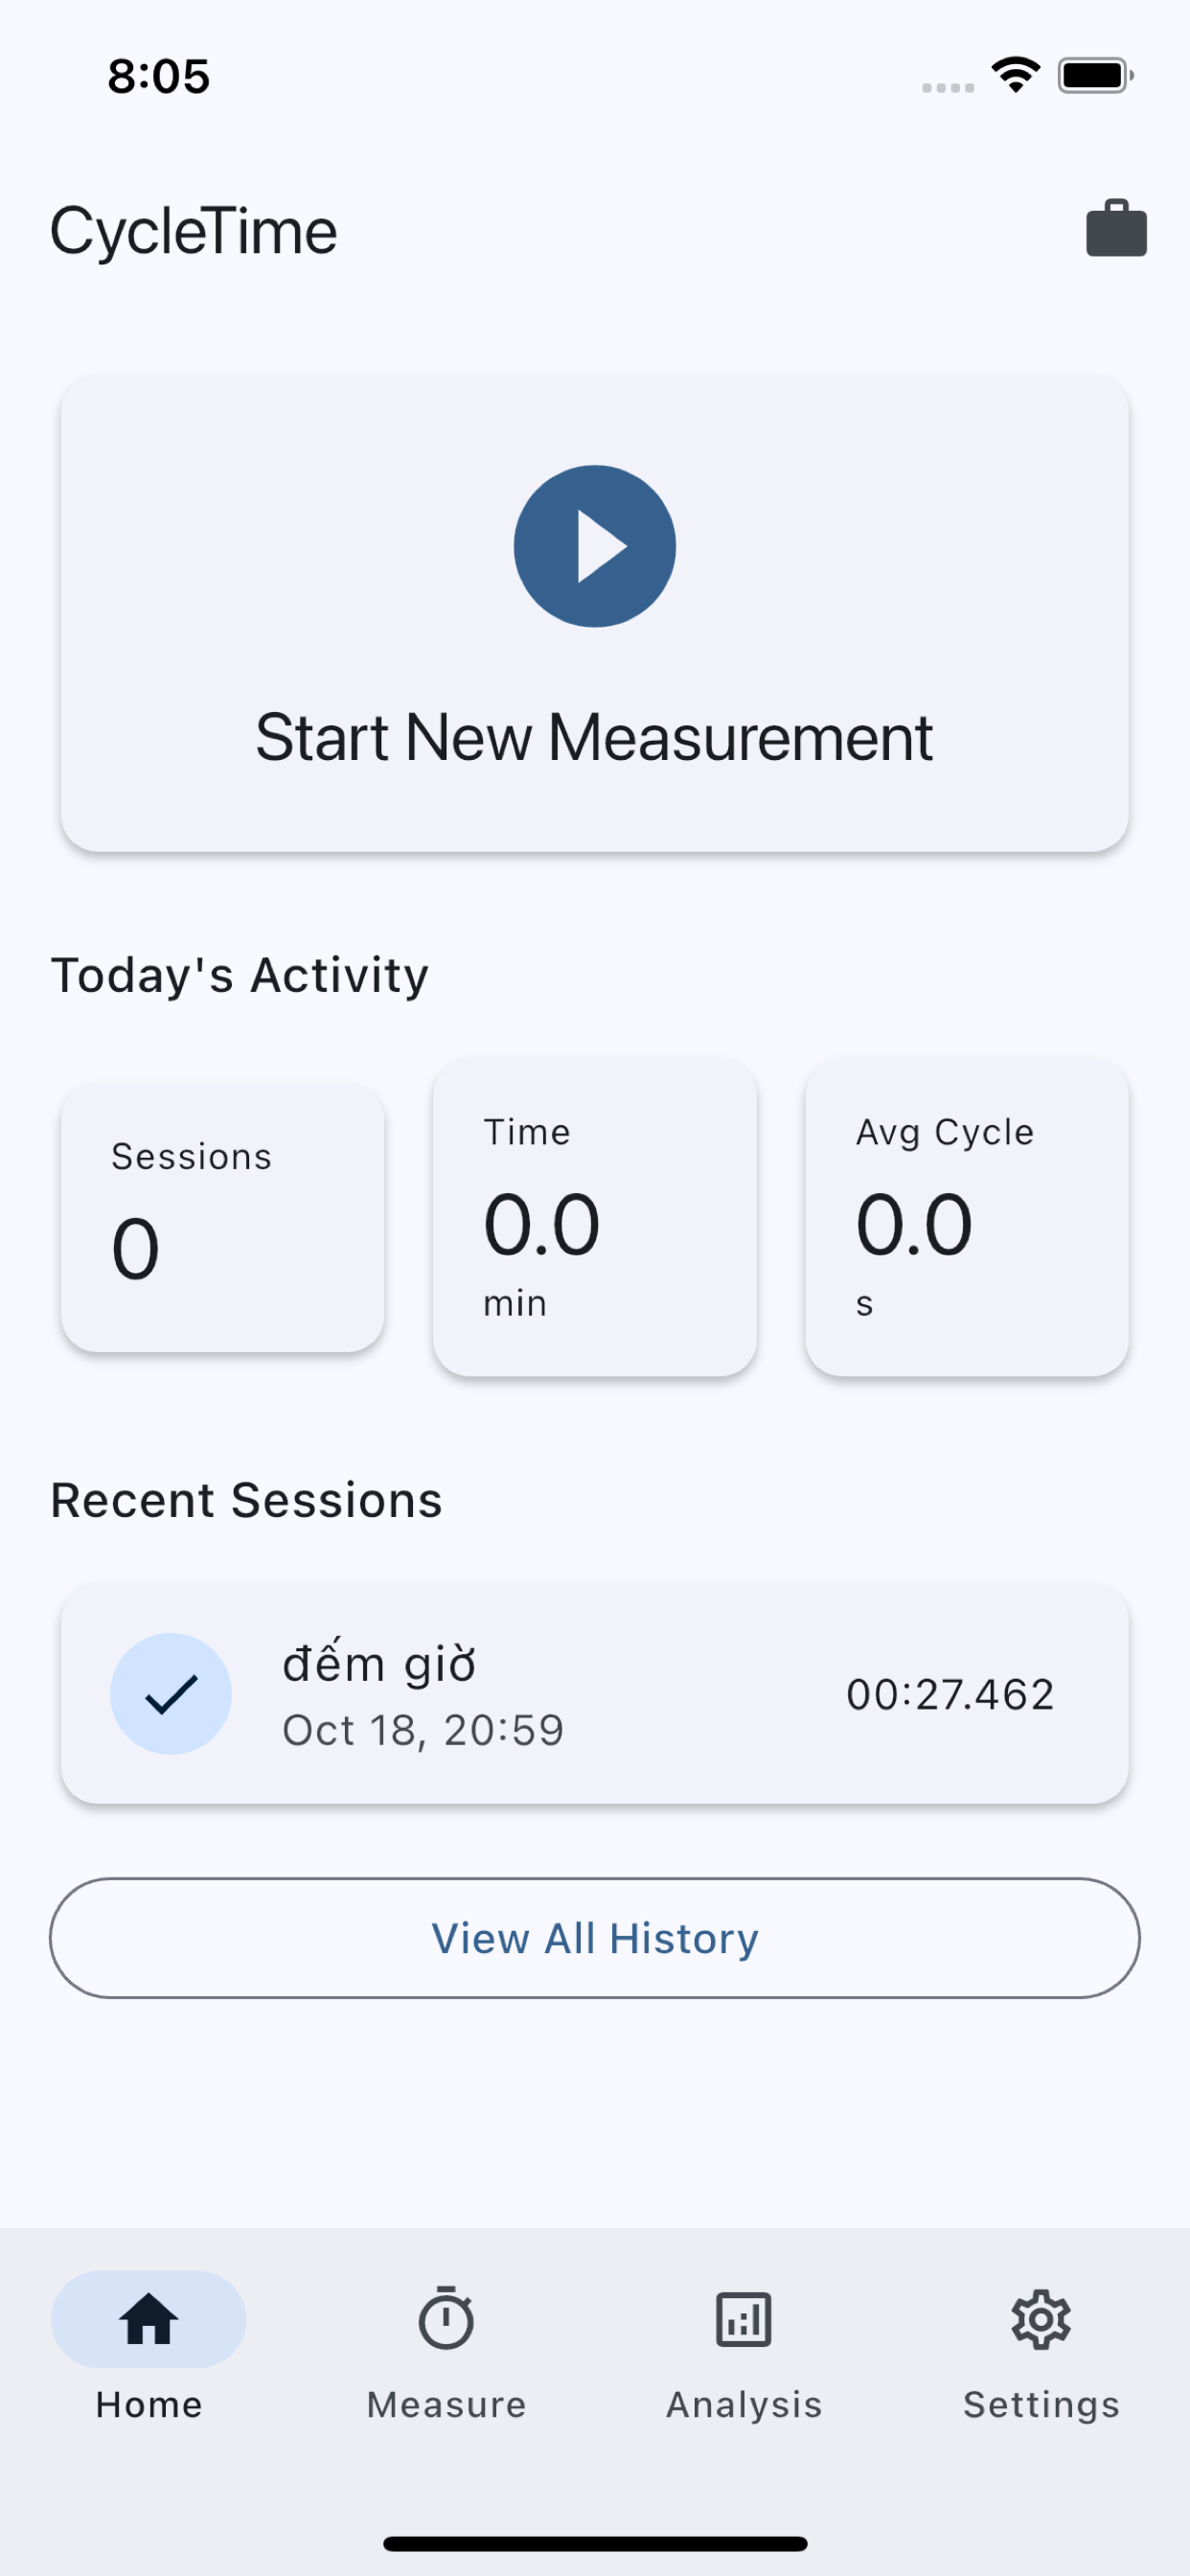 8:05
CycleTime
Start New Measurement
Today's Activity
Sessions
0
Time
0.0
min
Avg Cycle
0.0
s
Recent Sessions
đếm giờ
Oct 18, 20:59
00:27.462
View All History
Home
Measure
Analysis
Settings